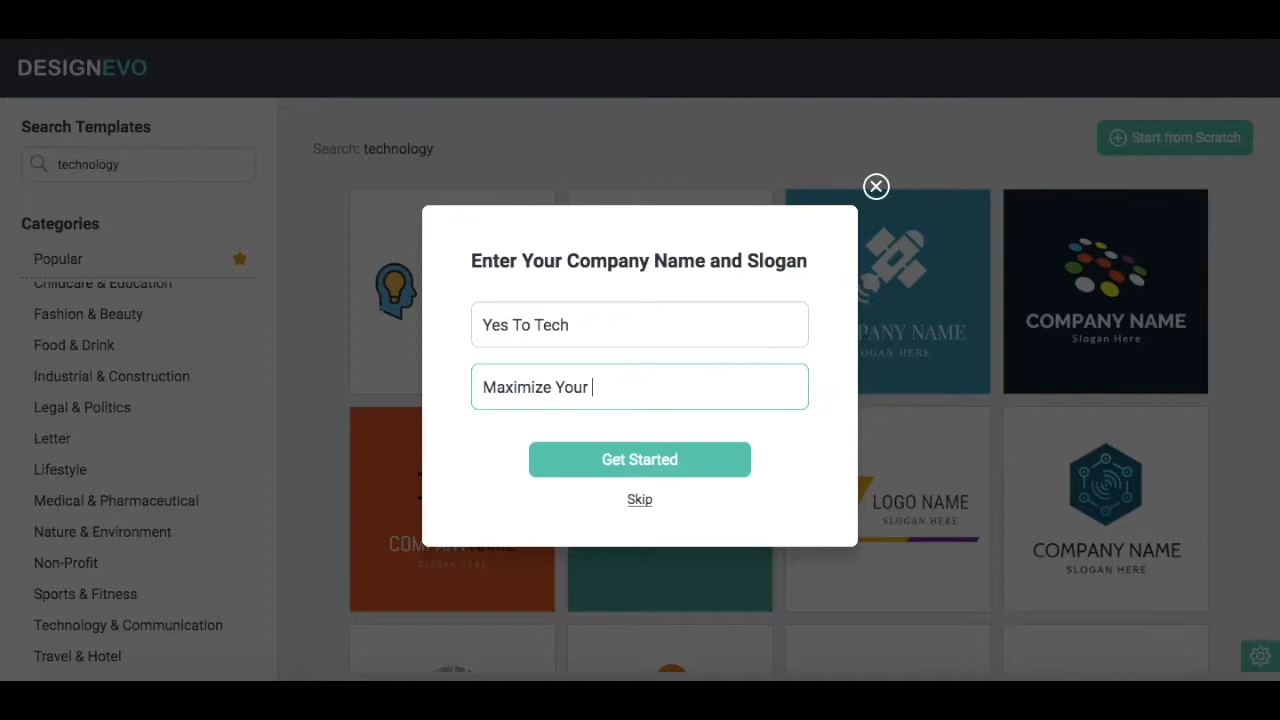 DESIGNEVO
Search Templates
technology
Categories
Popular
Childcare & Education
Fashion & Beauty
Food & Drink
Industrial & Construction
Legal & Politics
Letter
Lifestyle
Medical & Pharmaceutical
Nature & Environment
Non-Profit
Sports & Fitness
Technology & Communication
Travel & Hotel
Search: technology
Start from Scratch
Enter Your Company Name and Slogan
Yes To Tech
Maximize Your
Get Started
Skip
COMPANY NAME
Slogan Here
LOGO NAME
SLOGAN HERE
COMPANY NAME
SLOGAN HERE